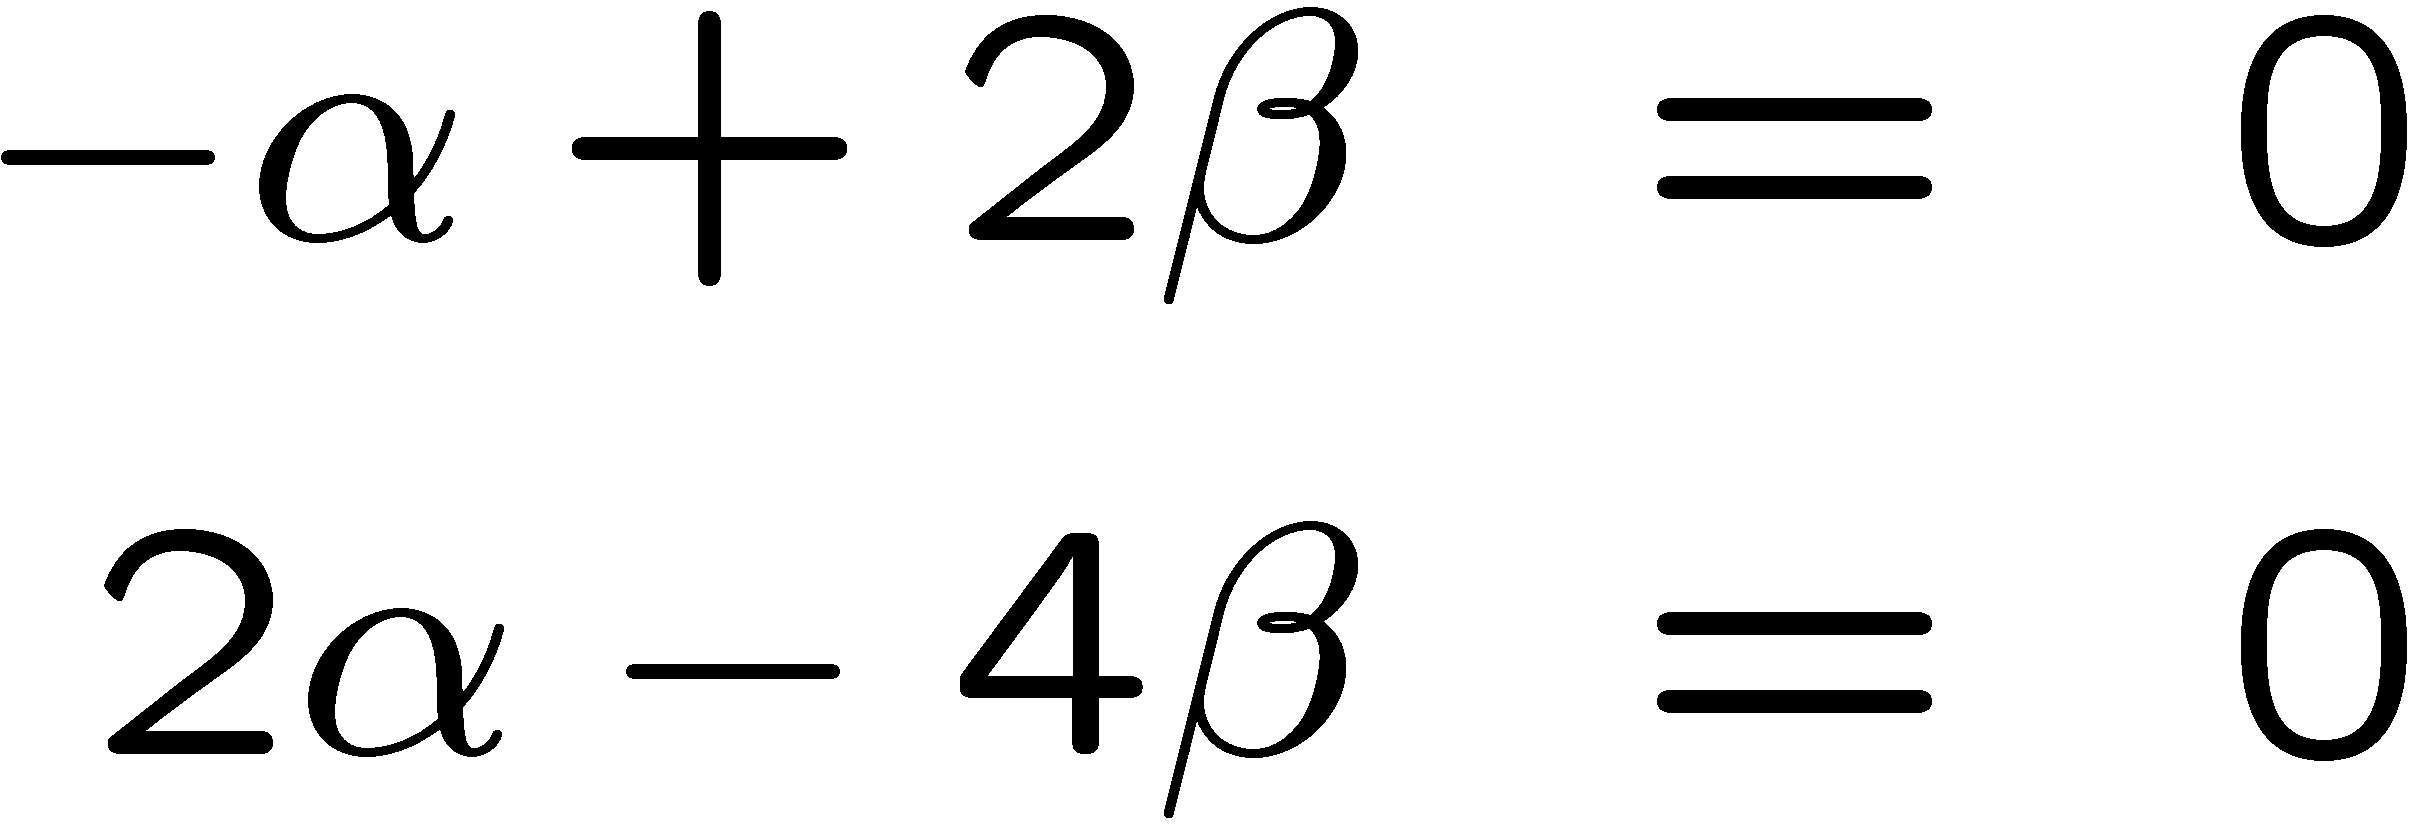 −α + 2β = 0
2α − 4β = 0